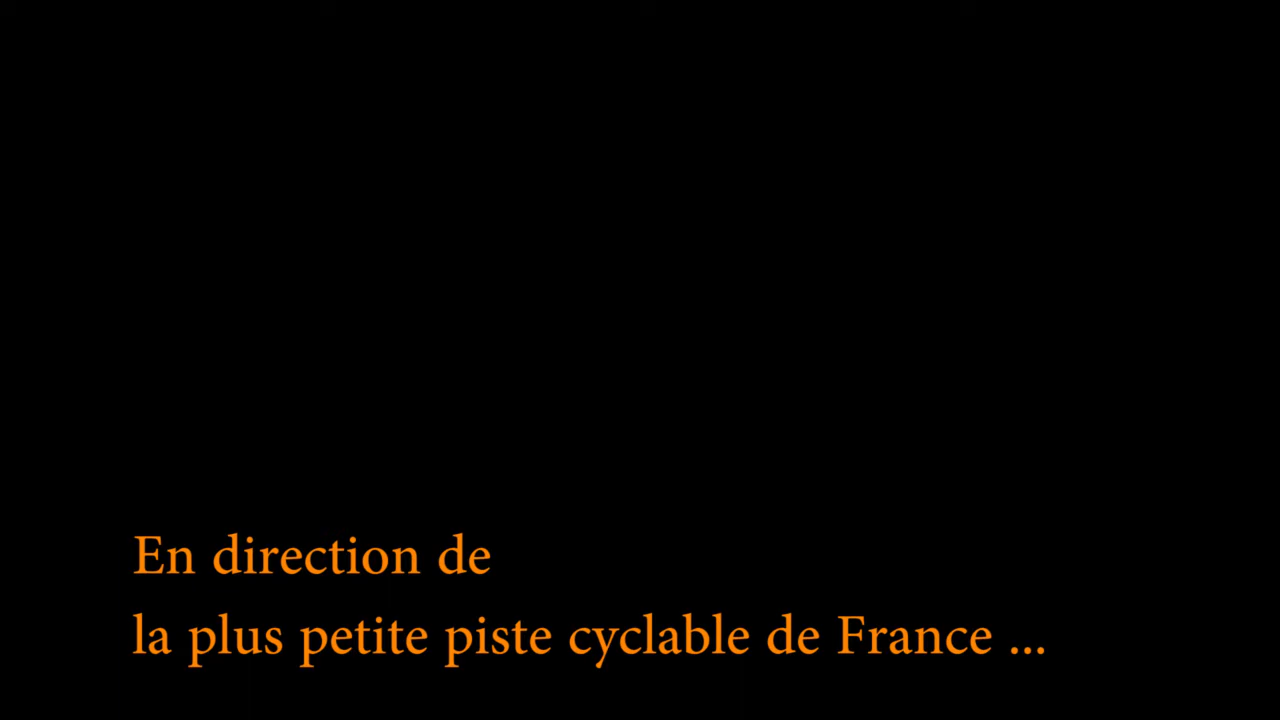 En direction de
la plus petite piste cyclable de France ...